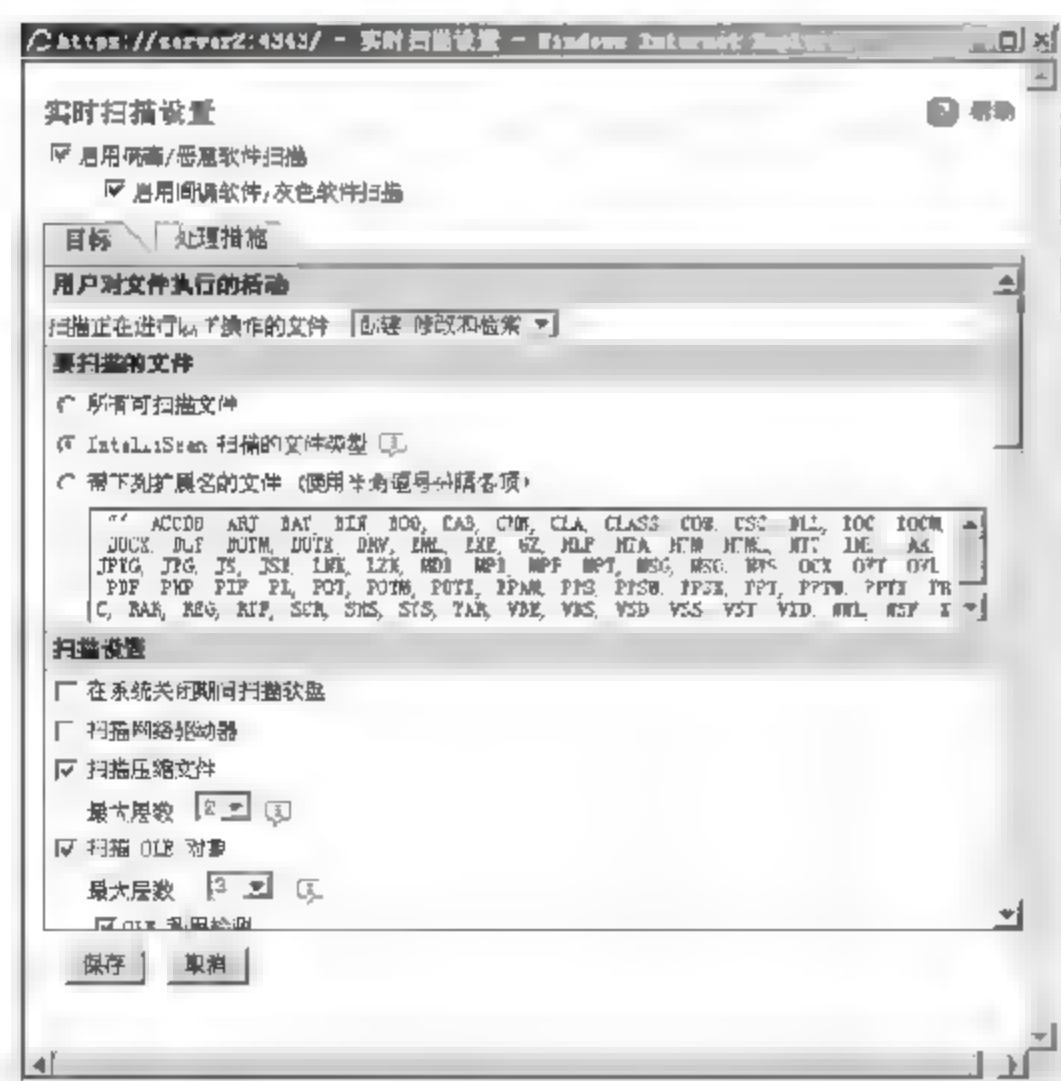 https://server2:4343/ - 实时扫描设置 - Windows Internet
实时扫描设置
帮助
启用病毒/恶意软件扫描
启用间谍软件/灰色软件扫描
目标 处理措施
用户对文件执行的活动
扫描正在进行以下操作的文件 创建 修改和检索
要扫描的文件
所有可扫描文件
IntelliScan 扫描的文件类型
带下列扩展名的文件 (使用半角逗号分隔各项)
ACCDB ARJ BAT BIN BOO, CAB, CHM, CLA, CLASS COM, CSC DLL, DOC DOCM,
DOCX DOT DOTM, DOTX, DRV, EML, EXE, GZ, HLP HTA HTM HTML, HTT INI
JPEG, JPG, JS, JSE, LNK, LZH, MDB MPD, MPP MPT, MSG, MSO, OCX OFT OVL
PDF PHP PIF PL, POT, POTM, POTX, PPAM, PPS PPSM, PPSX, PPT, PPTM, PPTX PR
C, RAR, REG, RTF, SCR, SHS, SYS, TAR, VBE, VBS, VSD VSS VST VXD, WML, WSF
扫描设置
在系统关闭期间扫描软盘
扫描网络驱动器
扫描压缩文件
最大层数 2
扫描 OLE 对象
最大层数 3
保存 取消